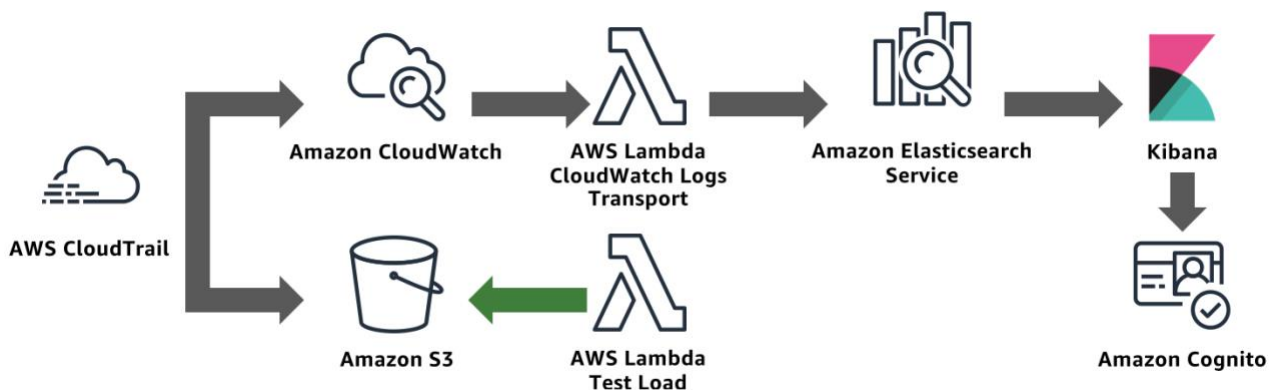 Amazon CloudWatch
AWS Lambda
CloudWatch Logs
Transport
Amazon Elasticsearch
Service
Kibana
AWS CloudTrail
Amazon S3
AWS Lambda
Test Load
Amazon Cognito